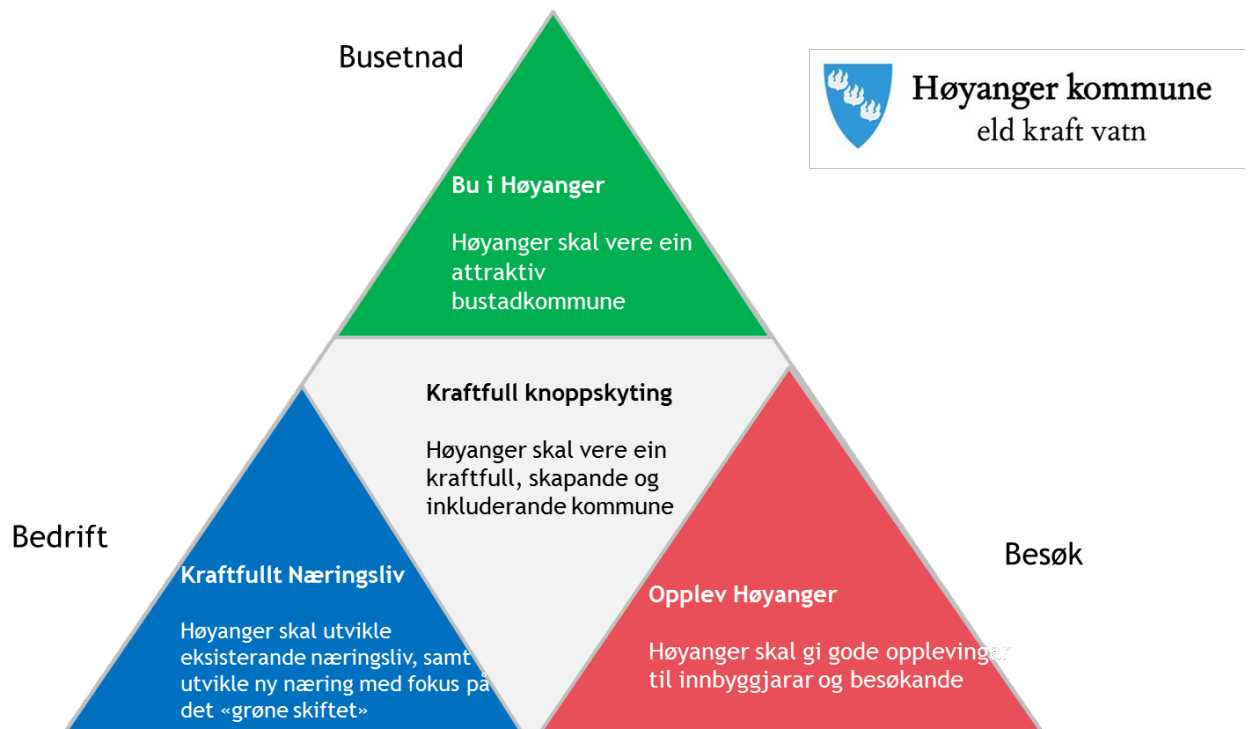 Busetnad
Høyanger kommune
eld kraft vatn
Bu i Høyanger
Høyanger skal vere ein
attraktiv
bustadkommune
Kraftfull knoppskyting
Høyanger skal vere ein
kraftfull, skapande og
inkluderande kommune
Bedrift
Besøk
Kraftfullt Næringsliv
Høyanger skal utvikle
eksisterande næringsliv, samt
utvikle ny næring med fokus på
det «grøne skiftet»
Opplev Høyanger
Høyanger skal gi gode opplevingar
til innbyggjarar og besøkande